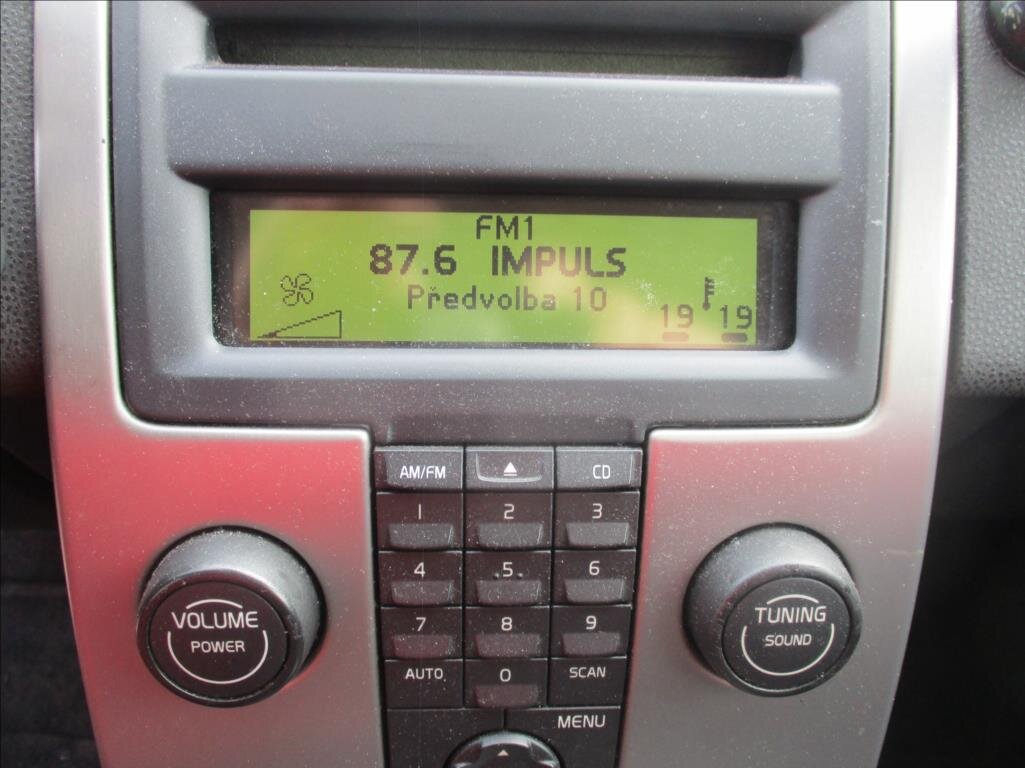 FM1
87.6 IMPULS
Předvolba 10
19 19
AM/FM CD
1 2 3
4 5 6
7 8 9
AUTO 0 SCAN
MENU
VOLUME
POWER
TUNING
SOUND